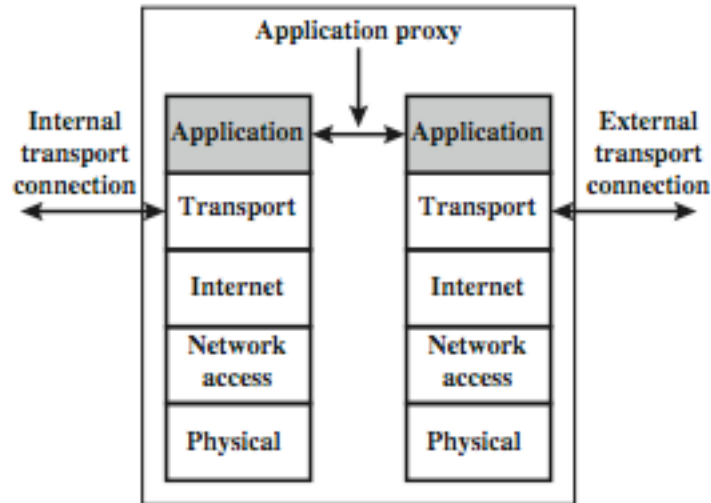 Application proxy
Internal
transport
connection
Application
Application
External
transport
connection
Transport
Transport
Internet
Internet
Network
access
Network
access
Physical
Physical